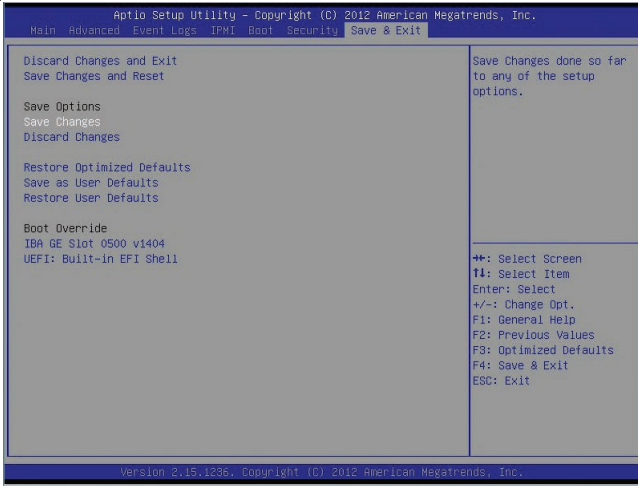 Aptio Setup Utility – Copyright (C) 2012 American Megatrends, Inc.
Main Advanced Event Logs IPMI Boot Security Save & Exit
Discard Changes and Exit
Save Changes and Reset
Save Options
Save Changes
Discard Changes
Restore Optimized Defaults
Save as User Defaults
Restore User Defaults
Boot Override
IBA GE Slot 0500 v1404
UEFI: Built-in EFI Shell
Save Changes done so far
to any of the setup
options.
→←: Select Screen
↑↓: Select Item
Enter: Select
+/-: Change Opt.
F1: General Help
F2: Previous Values
F3: Optimized Defaults
F4: Save & Exit
ESC: Exit
Version 2.15.1236. Copyright (C) 2012 American Megatrends, Inc.